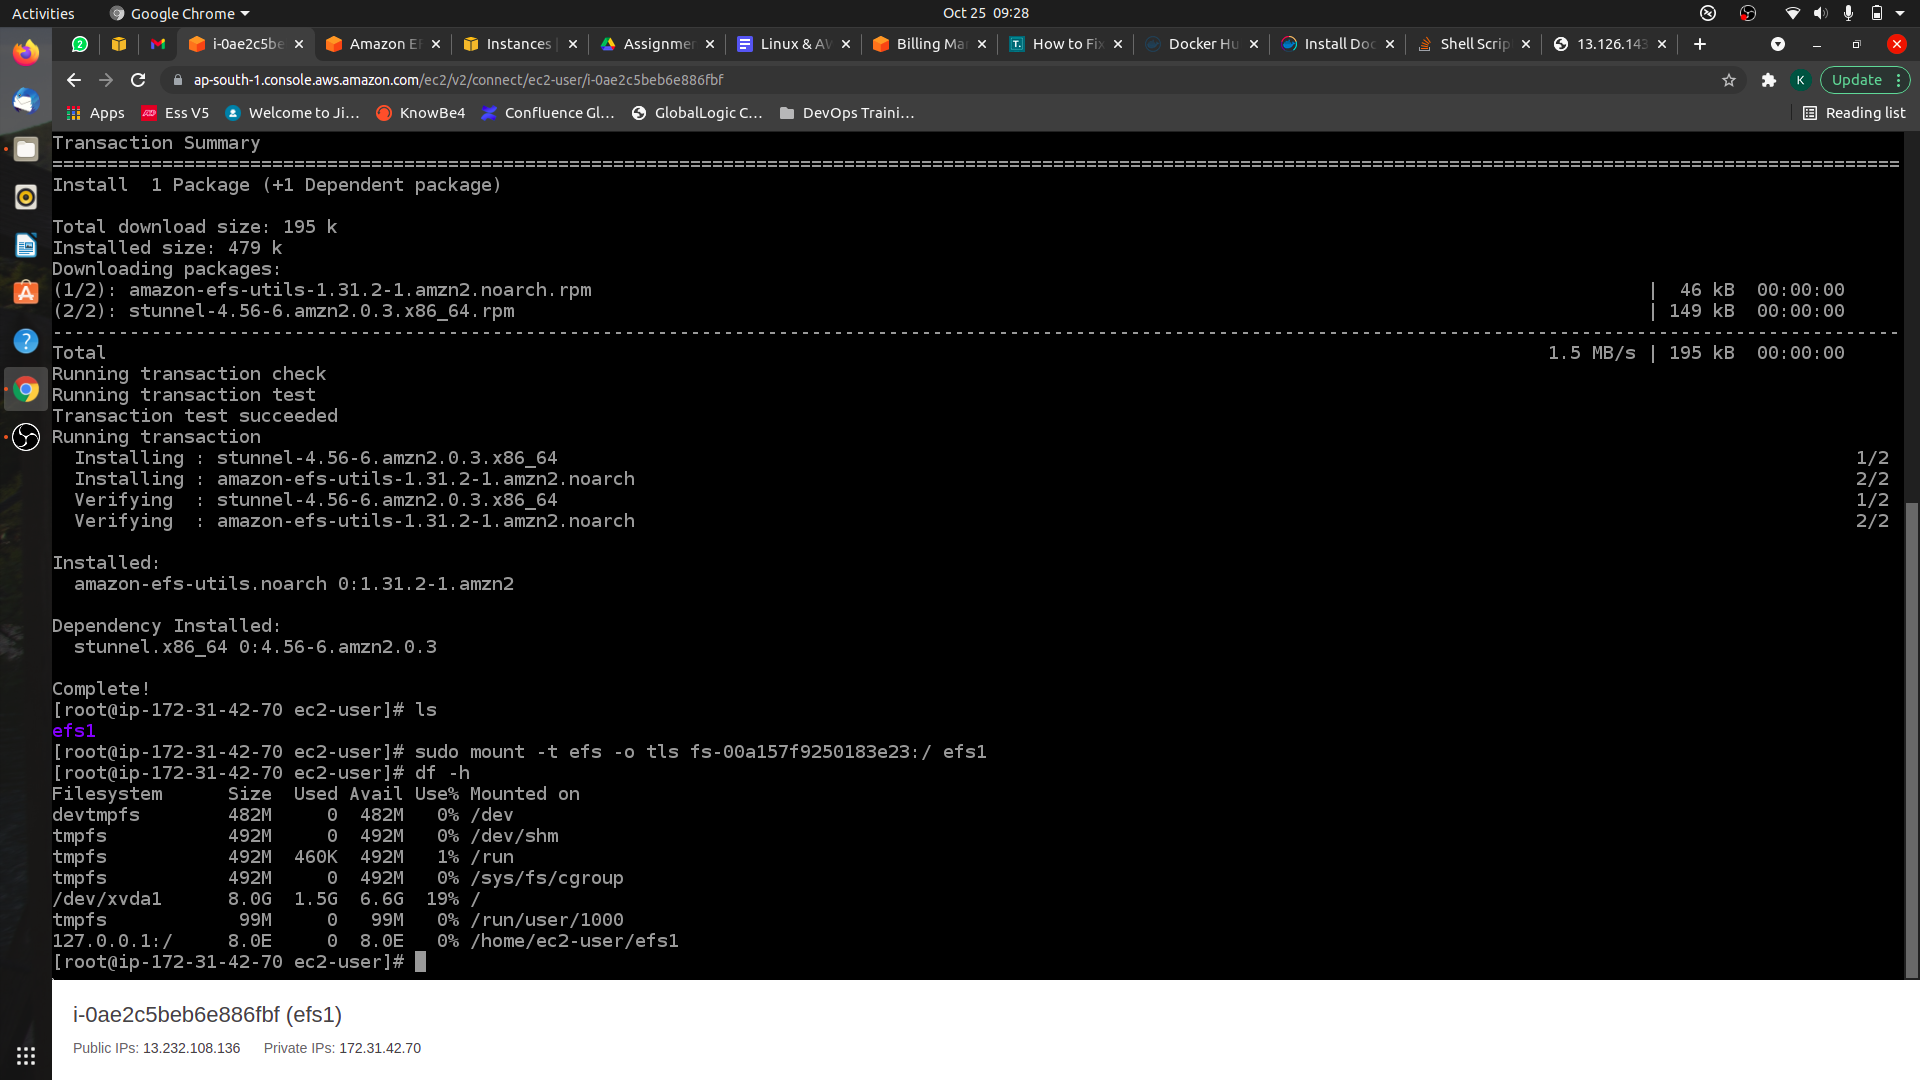 Activities Google Chrome Oct 25 09:28
i-0ae2c5be Amazon EF Instances Assignmen Linux & AW Billing Ma How to Fix Docker Hu Install Doc Shell Scrip 13.126.143
ap-south-1.console.aws.amazon.com/ec2/v2/connect/ec2-user/i-0ae2c5beb6e886fbf K Update
Apps Ess V5 Welcome to Ji... KnowBe4 Confluence Gl... GlobalLogic C... DevOps Traini... Reading list
Transaction Summary
================================================================================
Install  1 Package (+1 Dependent package)
Total download size: 195 k
Installed size: 479 k
Downloading packages:
(1/2): amazon-efs-utils-1.31.2-1.amzn2.noarch.rpm | 46 kB 00:00:00
(2/2): stunnel-4.56-6.amzn2.0.3.x86_64.rpm | 149 kB 00:00:00
--------------------------------------------------------------------------------
Total 1.5 MB/s | 195 kB 00:00:00
Running transaction check
Running transaction test
Transaction test succeeded
Running transaction
Installing : stunnel-4.56-6.amzn2.0.3.x86_64 1/2
Installing : amazon-efs-utils-1.31.2-1.amzn2.noarch 2/2
Verifying  : stunnel-4.56-6.amzn2.0.3.x86_64 1/2
Verifying  : amazon-efs-utils-1.31.2-1.amzn2.noarch 2/2
Installed:
amazon-efs-utils.noarch 0:1.31.2-1.amzn2
Dependency Installed:
stunnel.x86_64 0:4.56-6.amzn2.0.3
Complete!
[root@ip-172-31-42-70 ec2-user]# ls
efs1
[root@ip-172-31-42-70 ec2-user]# sudo mount -t efs -o tls fs-00a157f9250183e23:/ efs1
[root@ip-172-31-42-70 ec2-user]# df -h
Filesystem      Size  Used Avail Use% Mounted on
devtmpfs        482M     0  482M   0% /dev
tmpfs           492M     0  492M   0% /dev/shm
tmpfs           492M  460K  492M   1% /run
tmpfs           492M     0  492M   0% /sys/fs/cgroup
/dev/xvda1      8.0G  1.5G  6.6G  19% /
tmpfs            99M     0   99M   0% /run/user/1000
127.0.0.1:/     8.0E     0  8.0E   0% /home/ec2-user/efs1
[root@ip-172-31-42-70 ec2-user]#
i-0ae2c5beb6e886fbf (efs1)
Public IPs: 13.232.108.136 Private IPs: 172.31.42.70